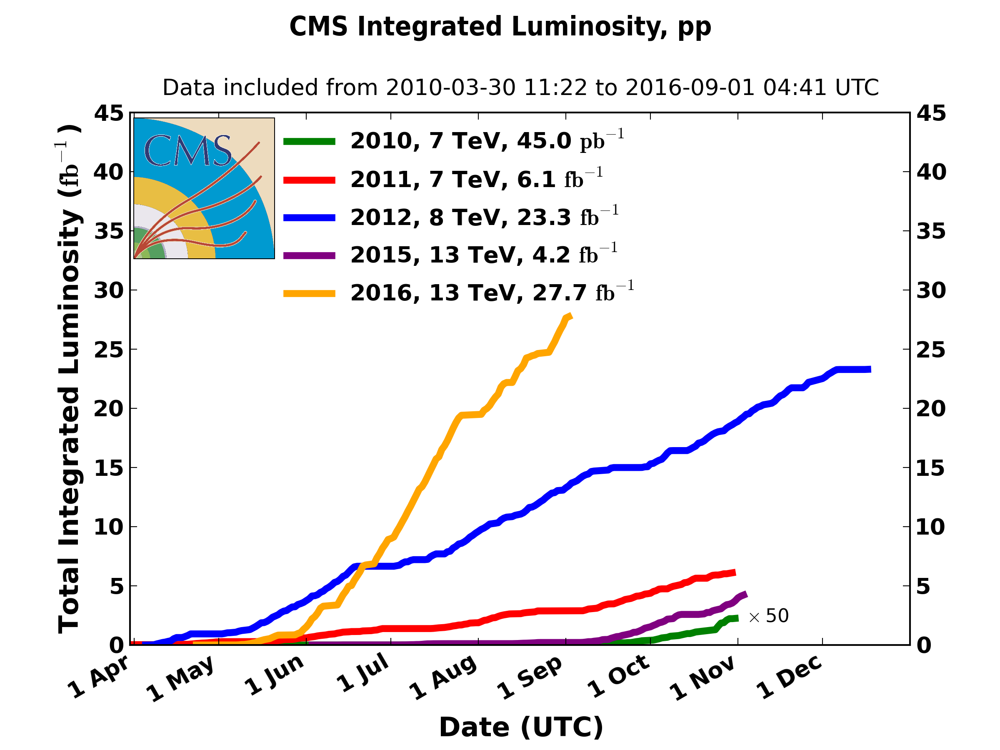 CMS Integrated Luminosity, pp
Data included from 2010-03-30 11:22 to 2016-09-01 04:41 UTC
CMS
2010, 7 TeV, 45.0 pb⁻¹
2011, 7 TeV, 6.1 fb⁻¹
2012, 8 TeV, 23.3 fb⁻¹
2015, 13 TeV, 4.2 fb⁻¹
2016, 13 TeV, 27.7 fb⁻¹
Total Integrated Luminosity (fb⁻¹)
45 45
40 40
35 35
30 30
25 25
20 20
15 15
10 10
5 5
× 50
0 0
1 Apr 1 May 1 Jun 1 Jul 1 Aug 1 Sep 1 Oct 1 Nov 1 Dec
Date (UTC)